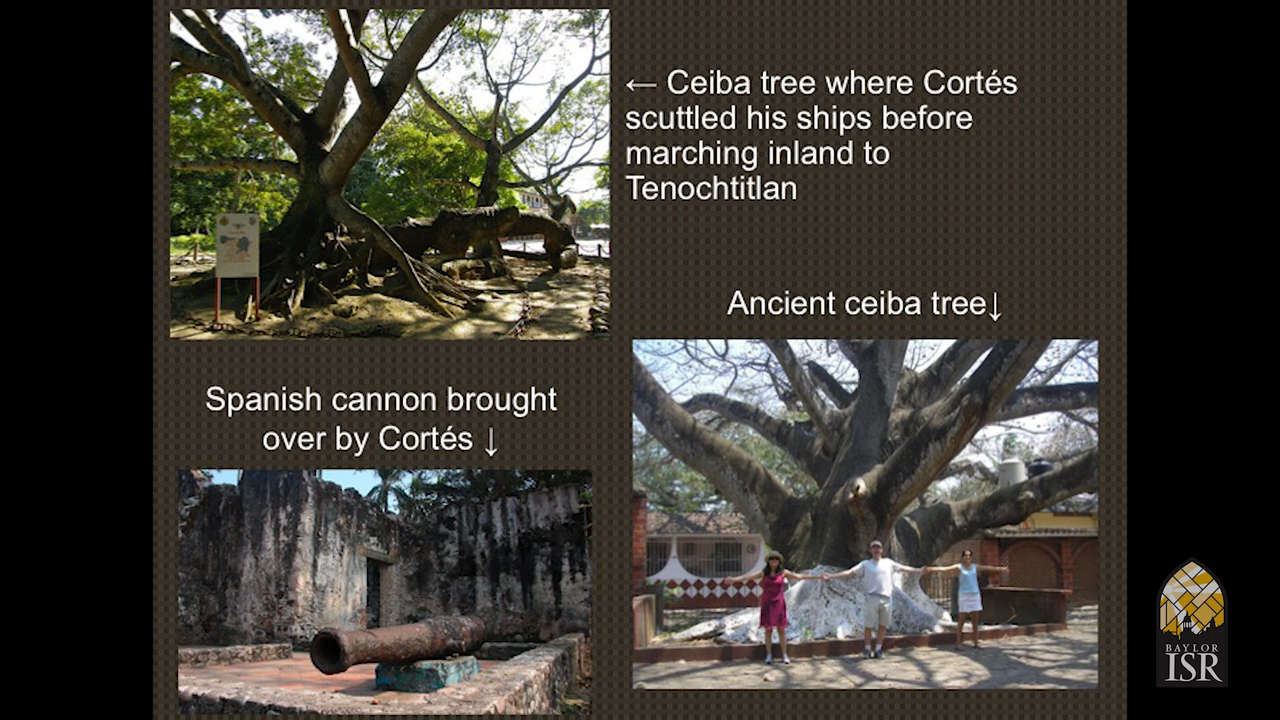 ← Ceiba tree where Cortés
scuttled his ships before
marching inland to
Tenochtitlan
Ancient ceiba tree↓
Spanish cannon brought
over by Cortés ↓
BAYLOR
ISR